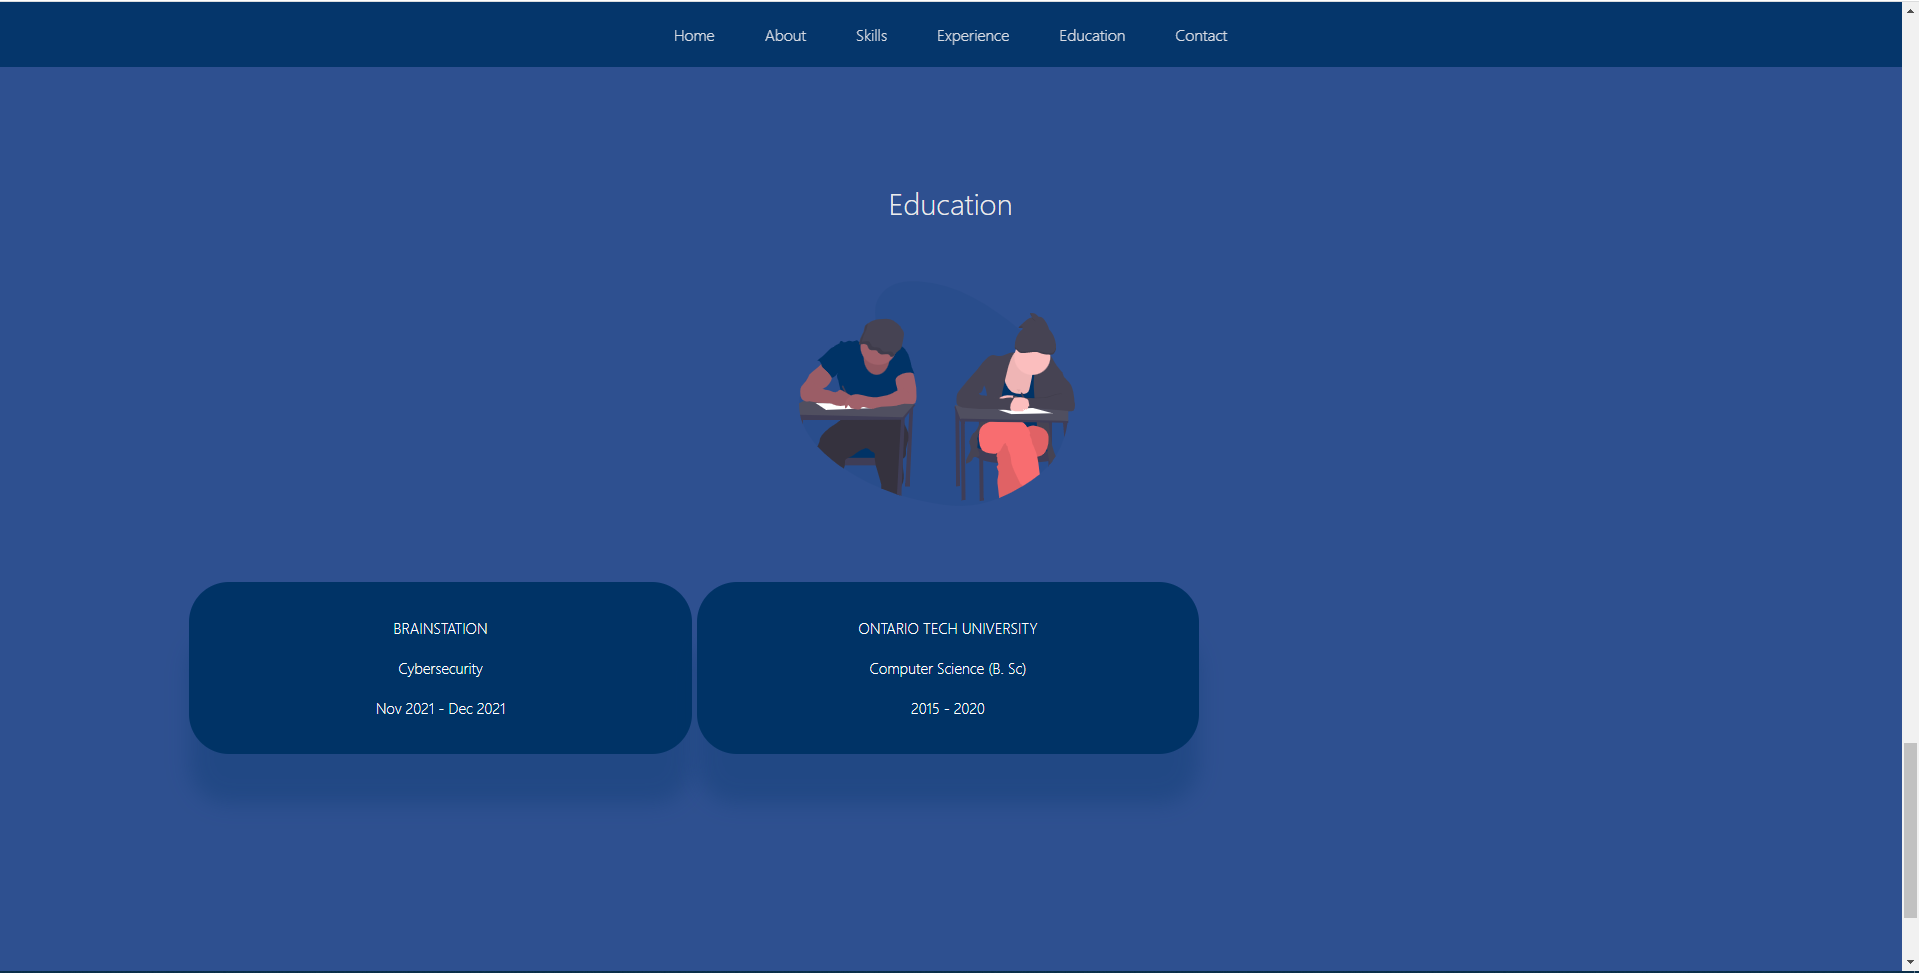 Home About Skills Experience Education Contact
Education
BRAINSTATION
Cybersecurity
Nov 2021 - Dec 2021
ONTARIO TECH UNIVERSITY
Computer Science (B. Sc)
2015 - 2020